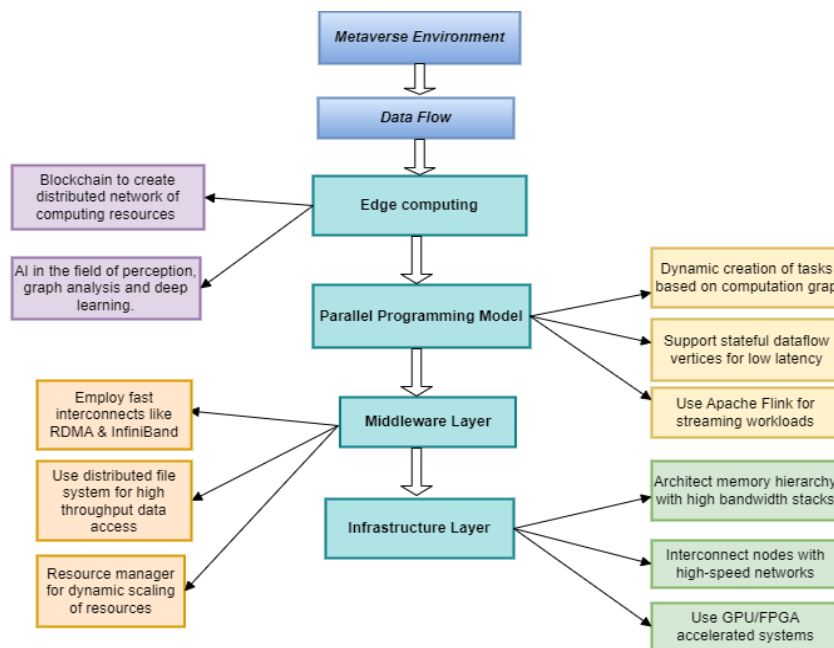 Metaverse Environment
Data Flow
Blockchain to create
distributed network of
computing resources
Edge computing
AI in the field of perception,
graph analysis and deep
learning.
Dynamic creation of tasks
based on computation graph
Parallel Programming Model
Support stateful dataflow
vertices for low latency
Use Apache Flink for
streaming workloads
Employ fast
interconnects like
RDMA & InfiniBand
Middleware Layer
Use distributed file
system for high
throughput data
access
Architect memory hierarchy
with high bandwidth stacks
Infrastructure Layer
Interconnect nodes with
high-speed networks
Resource manager
for dynamic scaling
of resources
Use GPU/FPGA
accelerated systems